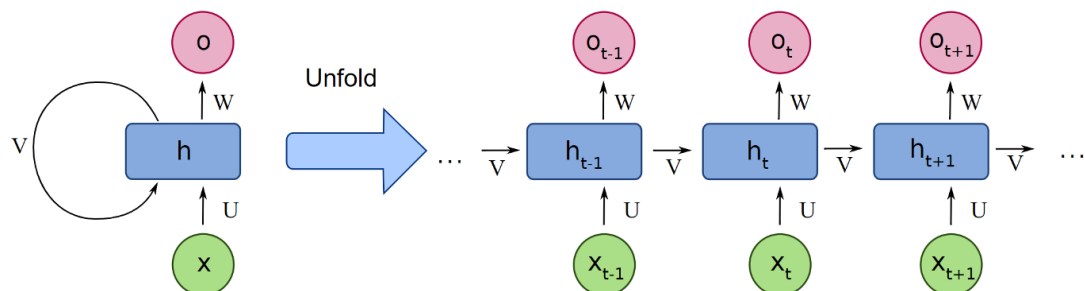 o
W
V
h
U
x
Unfold
...
V
o_{t-1}
W
h_{t-1}
U
x_{t-1}
V
o_t
W
h_t
U
x_t
V
o_{t+1}
W
h_{t+1}
U
x_{t+1}
V
...